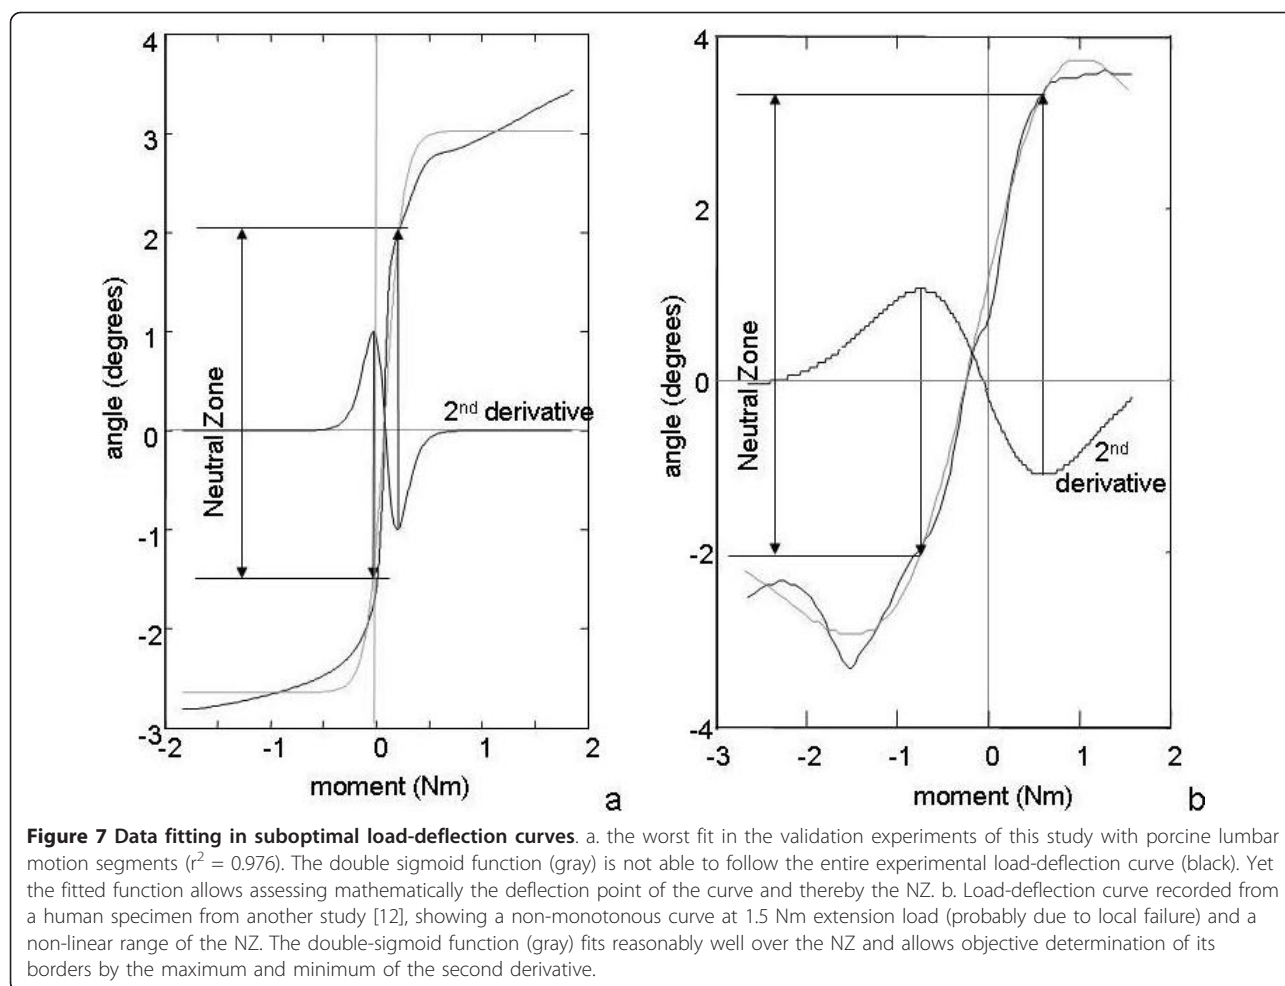 4
3
2
1
0
-1
-2
-3
-2
-1
0
1
2
angle (degrees)
Neutral Zone
2nd derivative
moment (Nm)
a
4
2
0
-2
-4
-3
-2
-1
0
1
2
angle (degrees)
Neutral Zone
2nd
derivative
moment (Nm)
b
Figure 7 Data fitting in suboptimal load-deflection curves. a. the worst fit in the validation experiments of this study with porcine lumbar
motion segments (r² = 0.976). The double sigmoid function (gray) is not able to follow the entire experimental load-deflection curve (black). Yet
the fitted function allows assessing mathematically the deflection point of the curve and thereby the NZ. b. Load-deflection curve recorded from
a human specimen from another study [12], showing a non-monotonous curve at 1.5 Nm extension load (probably due to local failure) and a
non-linear range of the NZ. The double-sigmoid function (gray) fits reasonably well over the NZ and allows objective determination of its
borders by the maximum and minimum of the second derivative.